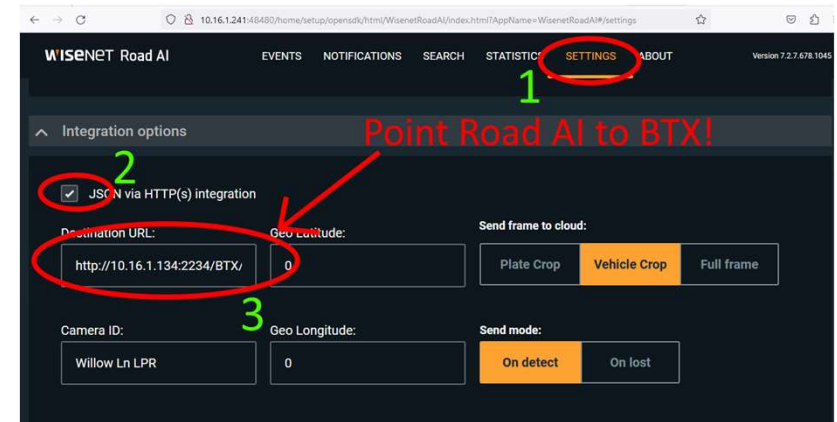 10.16.1.241:48480/home/setup/opensdk/html/WisenetRoadAI/index.html?AppName=WisenetRoadAI#/settings
WISENET Road AI EVENTS NOTIFICATIONS SEARCH STATISTICS SETTINGS ABOUT Version 7.2.7.678.1045
1
Integration options
Point Road AI to BTX!
2
JSON via HTTP(s) integration
Destination URL: Geo Latitude: Send frame to cloud:
http://10.16.1.134:2234/BTX/ 0 Plate Crop Vehicle Crop Full frame
3
Camera ID: Geo Longitude: Send mode:
Willow Ln LPR 0 On detect On lost